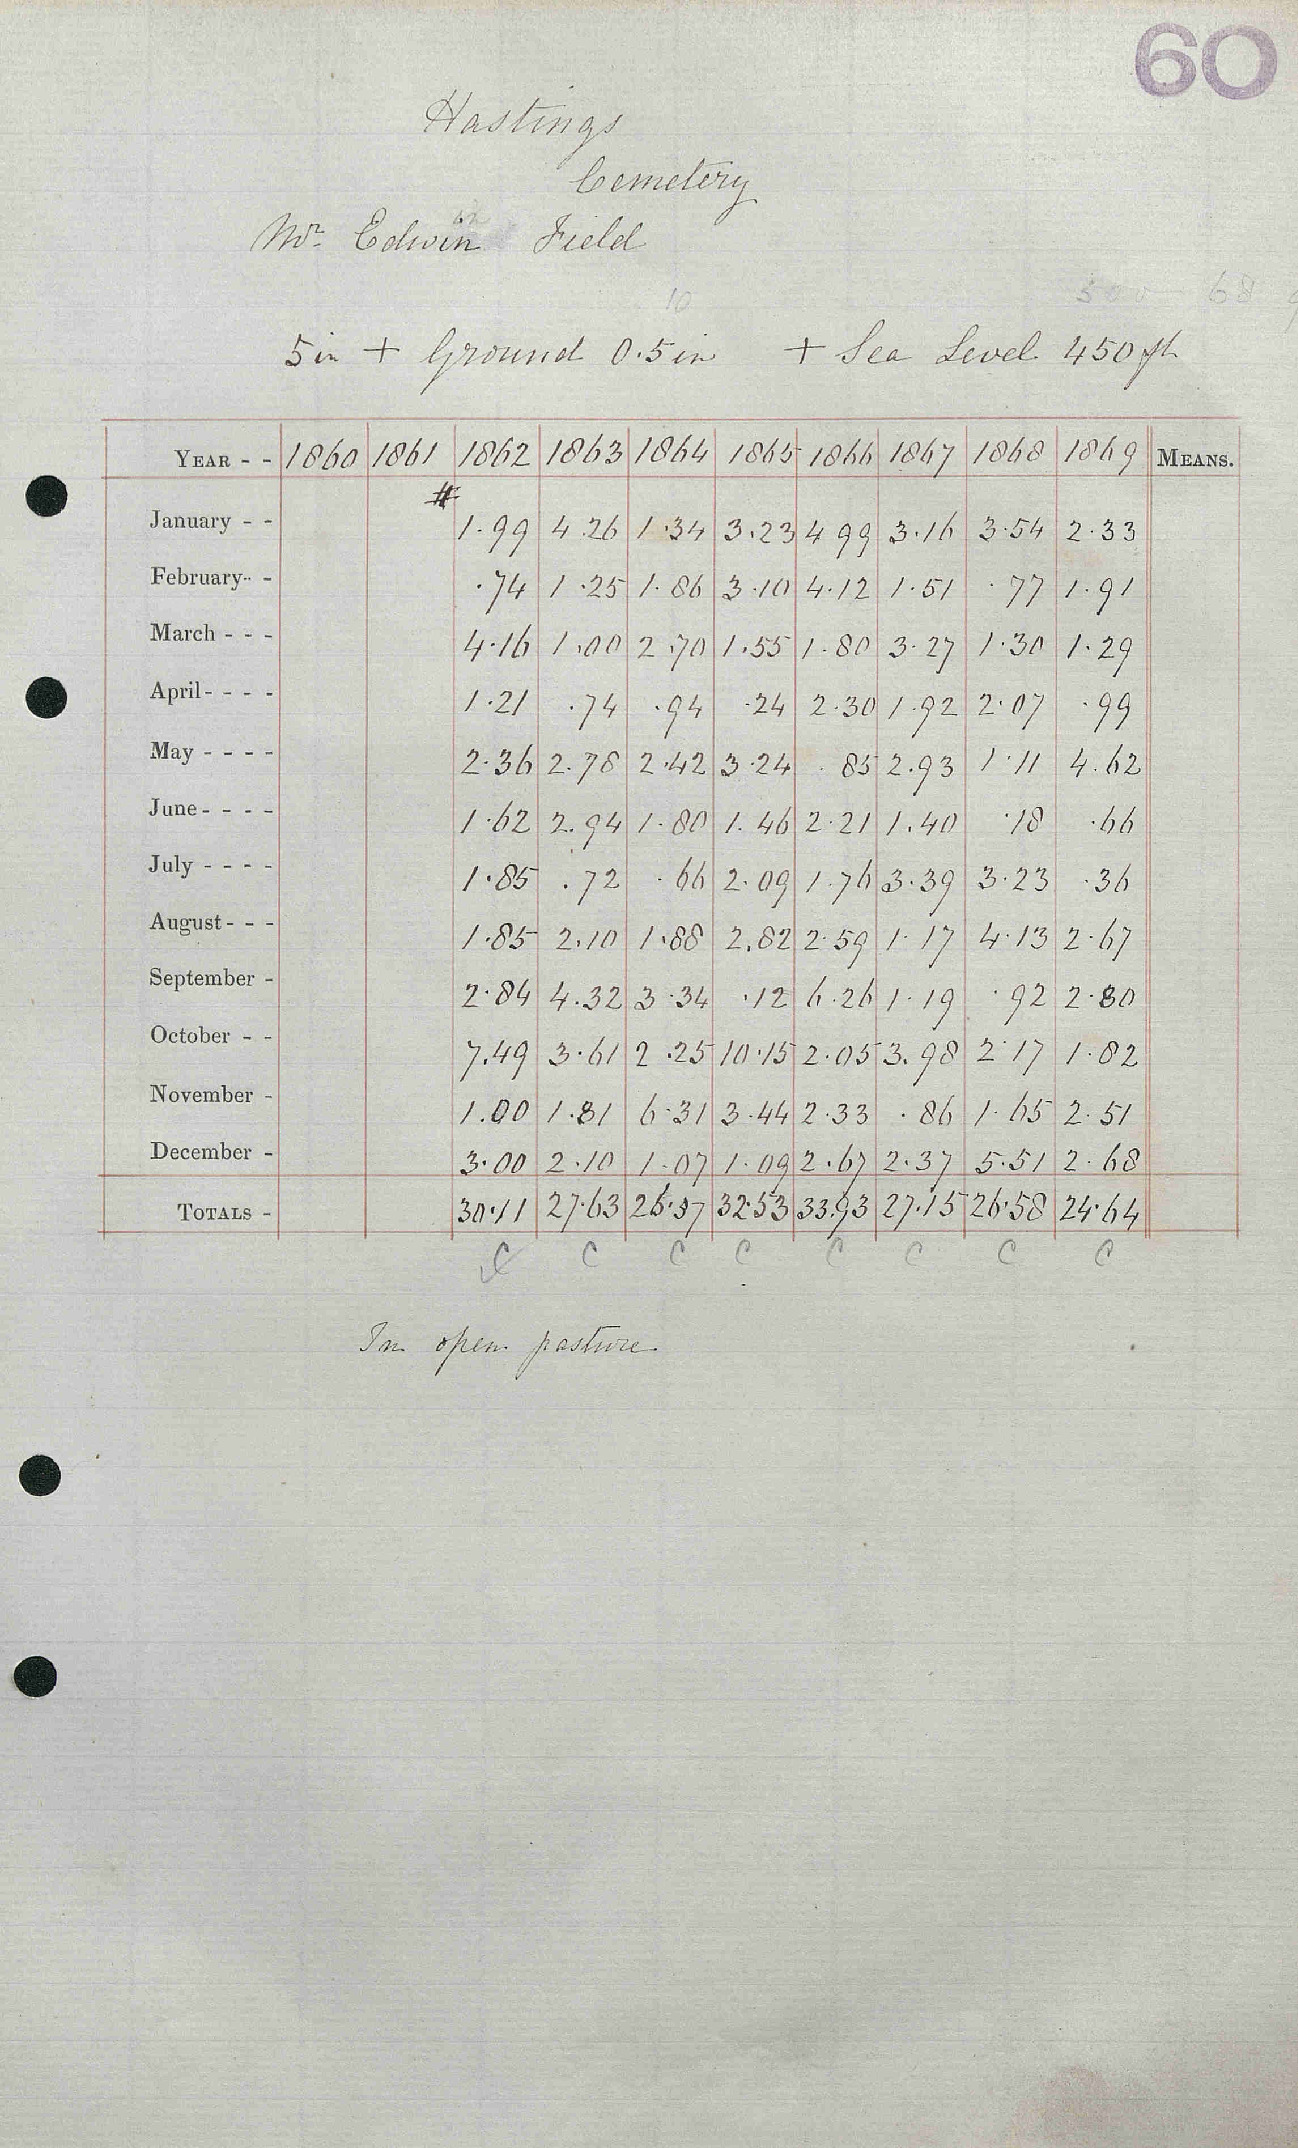 60
Hastings
Cemetery
Mr Edwin Field
10
5 in + Ground 0.5 in + Sea Level 450 ft
YEAR - - 1860 1861 1862 1863 1864 1865 1866 1867 1868 1869 MEANS.
#
January - - 1.99 4.26 1.34 3.23 4.99 3.16 3.54 2.33
February - - .74 1.25 1.86 3.10 4.12 1.51 .77 1.91
March - - - 4.16 1.00 2.70 1.55 1.80 3.27 1.30 1.29
April - - - - 1.21 .74 .94 .24 2.30 1.92 2.07 .99
May - - - - 2.36 2.78 2.42 3.24 .85 2.93 1.11 4.62
June - - - - 1.62 2.94 1.80 1.46 2.21 1.40 .18 .66
July - - - - 1.85 .72 .66 2.09 1.76 3.39 3.23 .36
August - - - 1.85 2.10 1.88 2.82 2.59 1.17 4.13 2.67
September - 2.84 4.32 3.34 .12 6.26 1.19 .92 2.80
October - - 7.49 3.61 2.25 10.15 2.05 3.98 2.17 1.82
November - 1.00 1.81 6.31 3.44 2.33 .86 1.65 2.51
December - 3.00 2.10 1.07 1.09 2.67 2.37 5.51 2.68
TOTALS - 30.11 27.63 26.57 32.53 33.93 27.15 26.58 24.64
C C C C C C C C
In open pasture